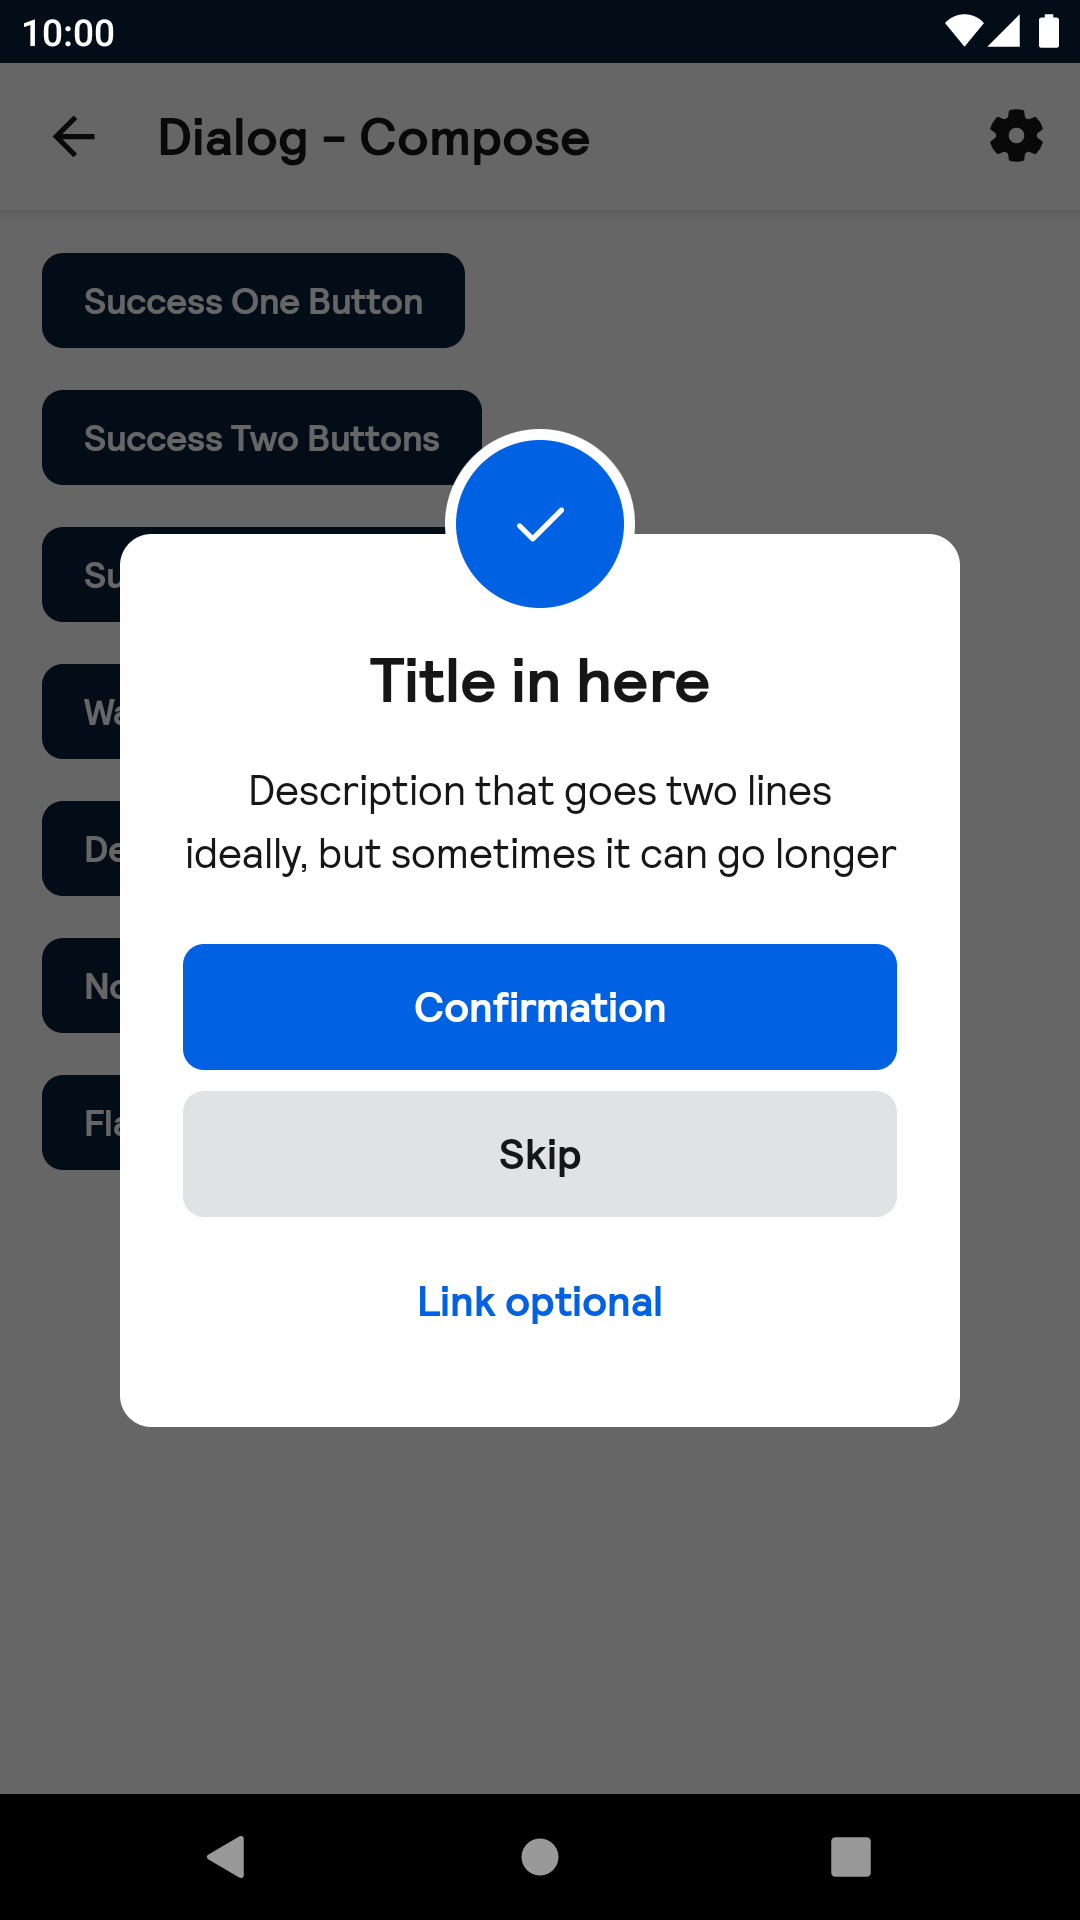 10:00
Dialog - Compose
Success One Button
Success Two Buttons
Title in here
Description that goes two lines
ideally, but sometimes it can go longer
Confirmation
Skip
Link optional